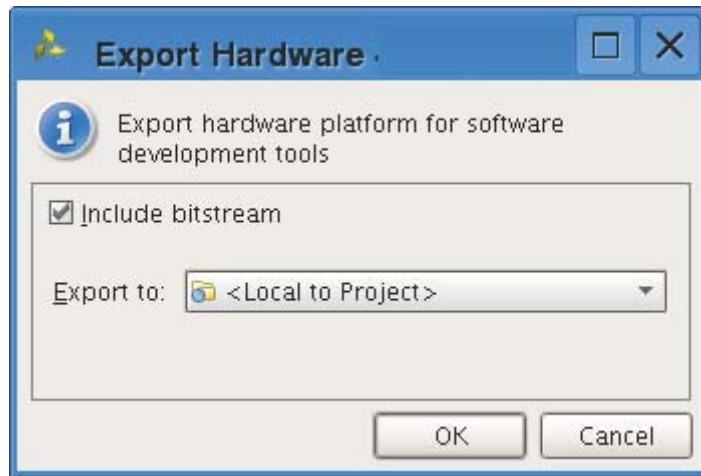 Export Hardware
Export hardware platform for software
development tools
Include bitstream
Export to: <Local to Project>
OK Cancel